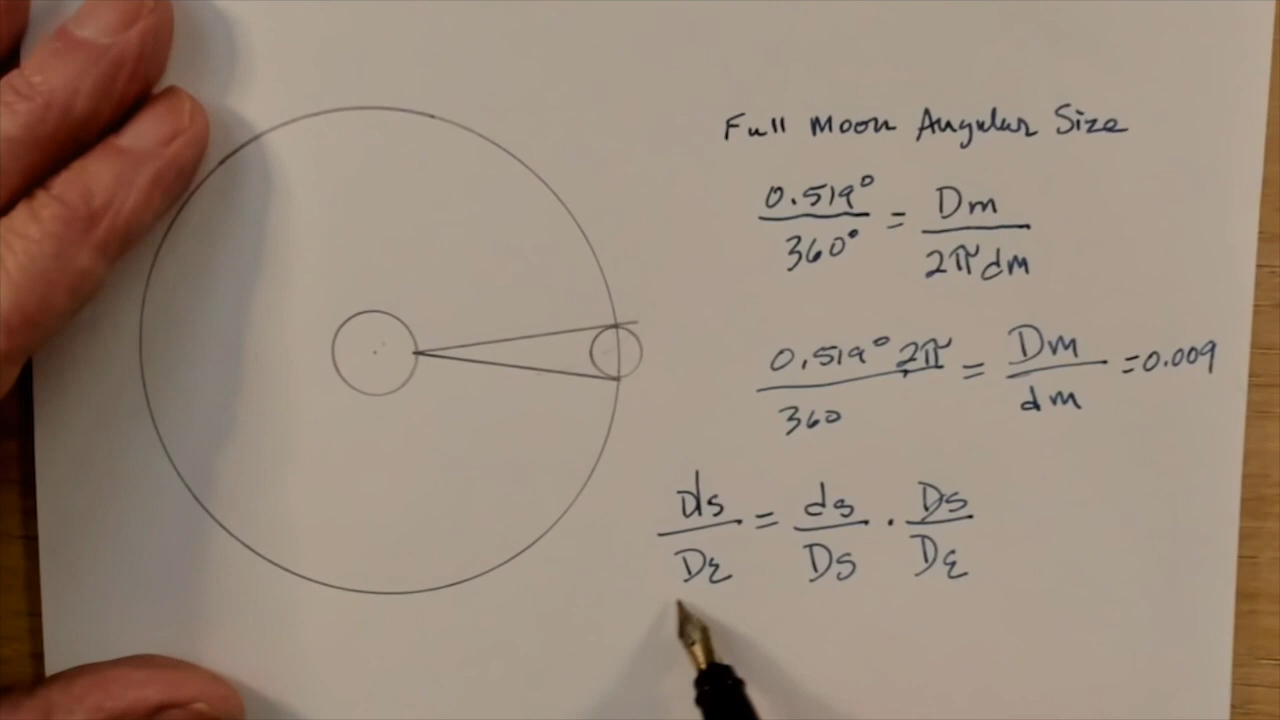 Full Moon Angular Size
0.519° / 360° = Dm / 2π dm
0.519° 2π / 360 = Dm / dm = 0.009
ds / DE = ds / Ds · Ds / DE